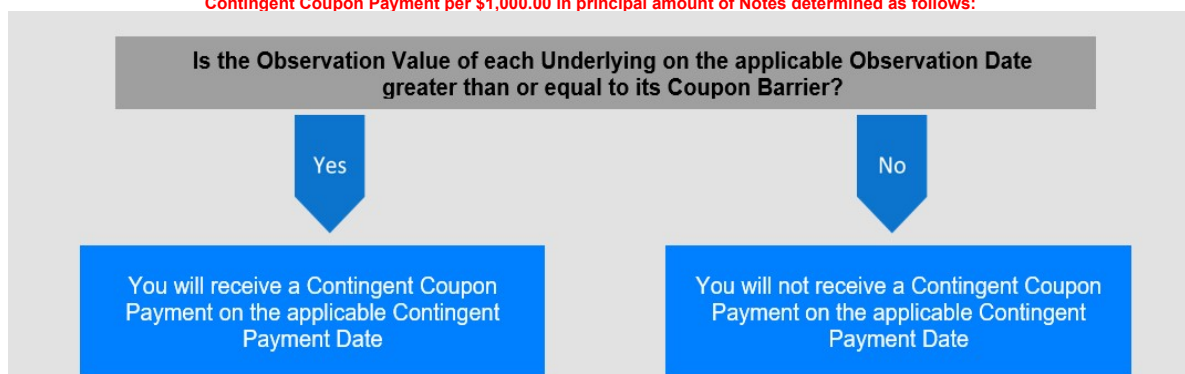 Contingent Coupon Payment per $1,000.00 in principal amount of Notes determined as follows:
Is the Observation Value of each Underlying on the applicable Observation Date
greater than or equal to its Coupon Barrier?
Yes
No
You will receive a Contingent Coupon
Payment on the applicable Contingent
Payment Date
You will not receive a Contingent Coupon
Payment on the applicable Contingent
Payment Date